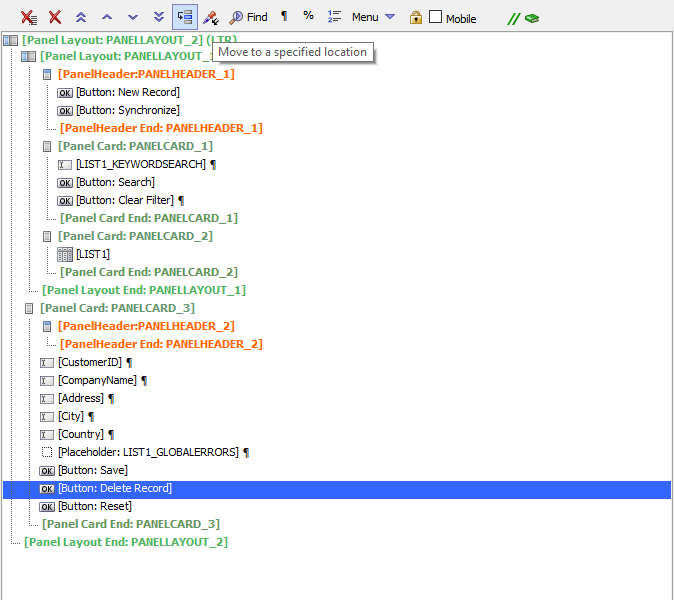 Find ¶ % Menu Mobile
[Panel Layout: PANELLAYOUT_2] (LTR)
Move to a specified location
[Panel Layout: PANELLAYOUT_
[PanelHeader:PANELHEADER_1]
OK [Button: New Record]
OK [Button: Synchronize]
[PanelHeader End: PANELHEADER_1]
[Panel Card: PANELCARD_1]
[LIST1_KEYWORDSEARCH] ¶
OK [Button: Search]
OK [Button: Clear Filter] ¶
[Panel Card End: PANELCARD_1]
[Panel Card: PANELCARD_2]
[LIST1]
[Panel Card End: PANELCARD_2]
[Panel Layout End: PANELLAYOUT_1]
[Panel Card: PANELCARD_3]
[PanelHeader:PANELHEADER_2]
[PanelHeader End: PANELHEADER_2]
[CustomerID] ¶
[CompanyName] ¶
[Address] ¶
[City] ¶
[Country] ¶
[Placeholder: LIST1_GLOBALERRORS] ¶
OK [Button: Save]
OK [Button: Delete Record]
OK [Button: Reset]
[Panel Card End: PANELCARD_3]
[Panel Layout End: PANELLAYOUT_2]